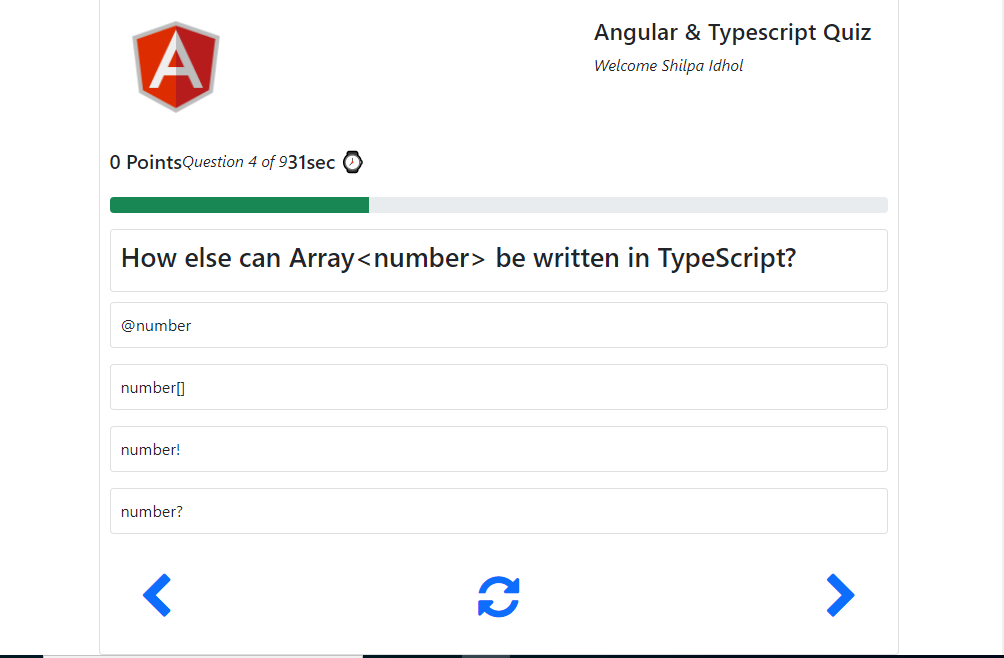 A
Angular & Typescript Quiz
Welcome Shilpa Idhol
0 PointsQuestion 4 of 931sec
How else can Array<number> be written in TypeScript?
@number
number[]
number!
number?